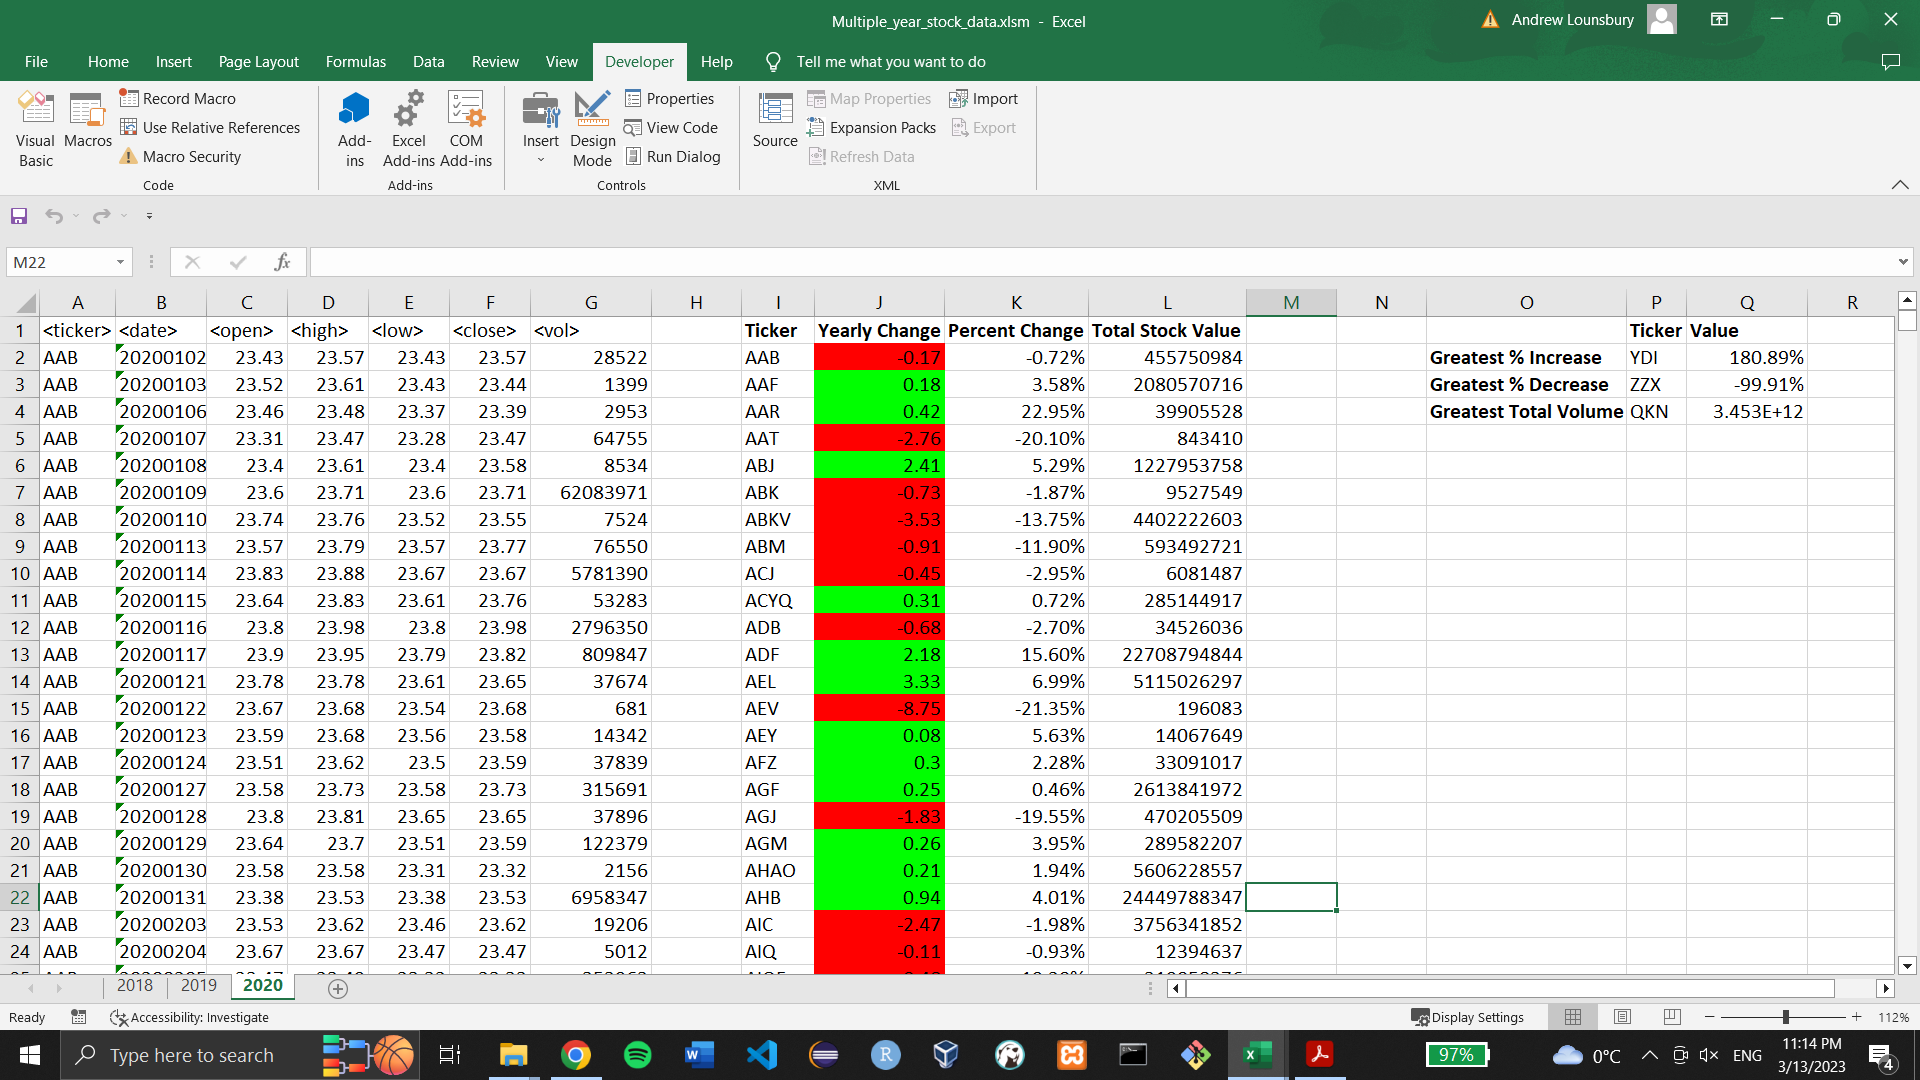 Multiple_year_stock_data.xlsm - Excel
Andrew Lounsbury
File Home Insert Page Layout Formulas Data Review View Developer Help Tell me what you want to do
Visual Basic
Macros
Record Macro
Use Relative References
Macro Security
Code
Add-ins
Excel Add-ins
COM Add-ins
Add-ins
Insert
Design Mode
Properties
View Code
Run Dialog
Controls
Source
Map Properties
Expansion Packs
Refresh Data
Import
Export
XML
M22
fx
A B C D E F G H I J K L M N O P Q R
1 <ticker> <date> <open> <high> <low> <close> <vol> Ticker Yearly Change Percent Change Total Stock Value Ticker Value
2 AAB 20200102 23.43 23.57 23.43 23.57 28522 AAB -0.17 -0.72% 455750984 Greatest % Increase YDI 180.89%
3 AAB 20200103 23.52 23.61 23.43 23.44 1399 AAF 0.18 3.58% 2080570716 Greatest % Decrease ZZX -99.91%
4 AAB 20200106 23.46 23.48 23.37 23.39 2953 AAR 0.42 22.95% 39905528 Greatest Total Volume QKN 3.453E+12
5 AAB 20200107 23.31 23.47 23.28 23.47 64755 AAT -2.76 -20.10% 843410
6 AAB 20200108 23.4 23.61 23.4 23.58 8534 ABJ 2.41 5.29% 1227953758
7 AAB 20200109 23.6 23.71 23.6 23.71 62083971 ABK -0.73 -1.87% 9527549
8 AAB 20200110 23.74 23.76 23.52 23.55 7524 ABKV -3.53 -13.75% 4402222603
9 AAB 20200113 23.57 23.79 23.57 23.77 76550 ABM -0.91 -11.90% 593492721
10 AAB 20200114 23.83 23.88 23.67 23.67 5781390 ACJ -0.45 -2.95% 6081487
11 AAB 20200115 23.64 23.83 23.61 23.76 53283 ACYQ 0.31 0.72% 285144917
12 AAB 20200116 23.8 23.98 23.8 23.98 2796350 ADB -0.68 -2.70% 34526036
13 AAB 20200117 23.9 23.95 23.79 23.82 809847 ADF 2.18 15.60% 22708794844
14 AAB 20200121 23.78 23.78 23.61 23.65 37674 AEL 3.33 6.99% 5115026297
15 AAB 20200122 23.67 23.68 23.54 23.68 681 AEV -8.75 -21.35% 196083
16 AAB 20200123 23.59 23.68 23.56 23.58 14342 AEY 0.08 5.63% 14067649
17 AAB 20200124 23.51 23.62 23.5 23.59 37839 AFZ 0.3 2.28% 33091017
18 AAB 20200127 23.58 23.73 23.58 23.73 315691 AGF 0.25 0.46% 2613841972
19 AAB 20200128 23.8 23.81 23.65 23.65 37896 AGJ -1.83 -19.55% 470205509
20 AAB 20200129 23.64 23.7 23.51 23.59 122379 AGM 0.26 3.95% 289582207
21 AAB 20200130 23.58 23.58 23.31 23.32 2156 AHAO 0.21 1.94% 5606228557
22 AAB 20200131 23.38 23.53 23.38 23.53 6958347 AHB 0.94 4.01% 24449788347
23 AAB 20200203 23.53 23.62 23.46 23.62 19206 AIC -2.47 -1.98% 3756341852
24 AAB 20200204 23.67 23.67 23.47 23.47 5012 AIQ -0.11 -0.93% 12394637
2018 2019 2020
Ready Accessibility: Investigate Display Settings 112%
Type here to search
97%
0°C
ENG
11:14 PM
3/13/2023
4